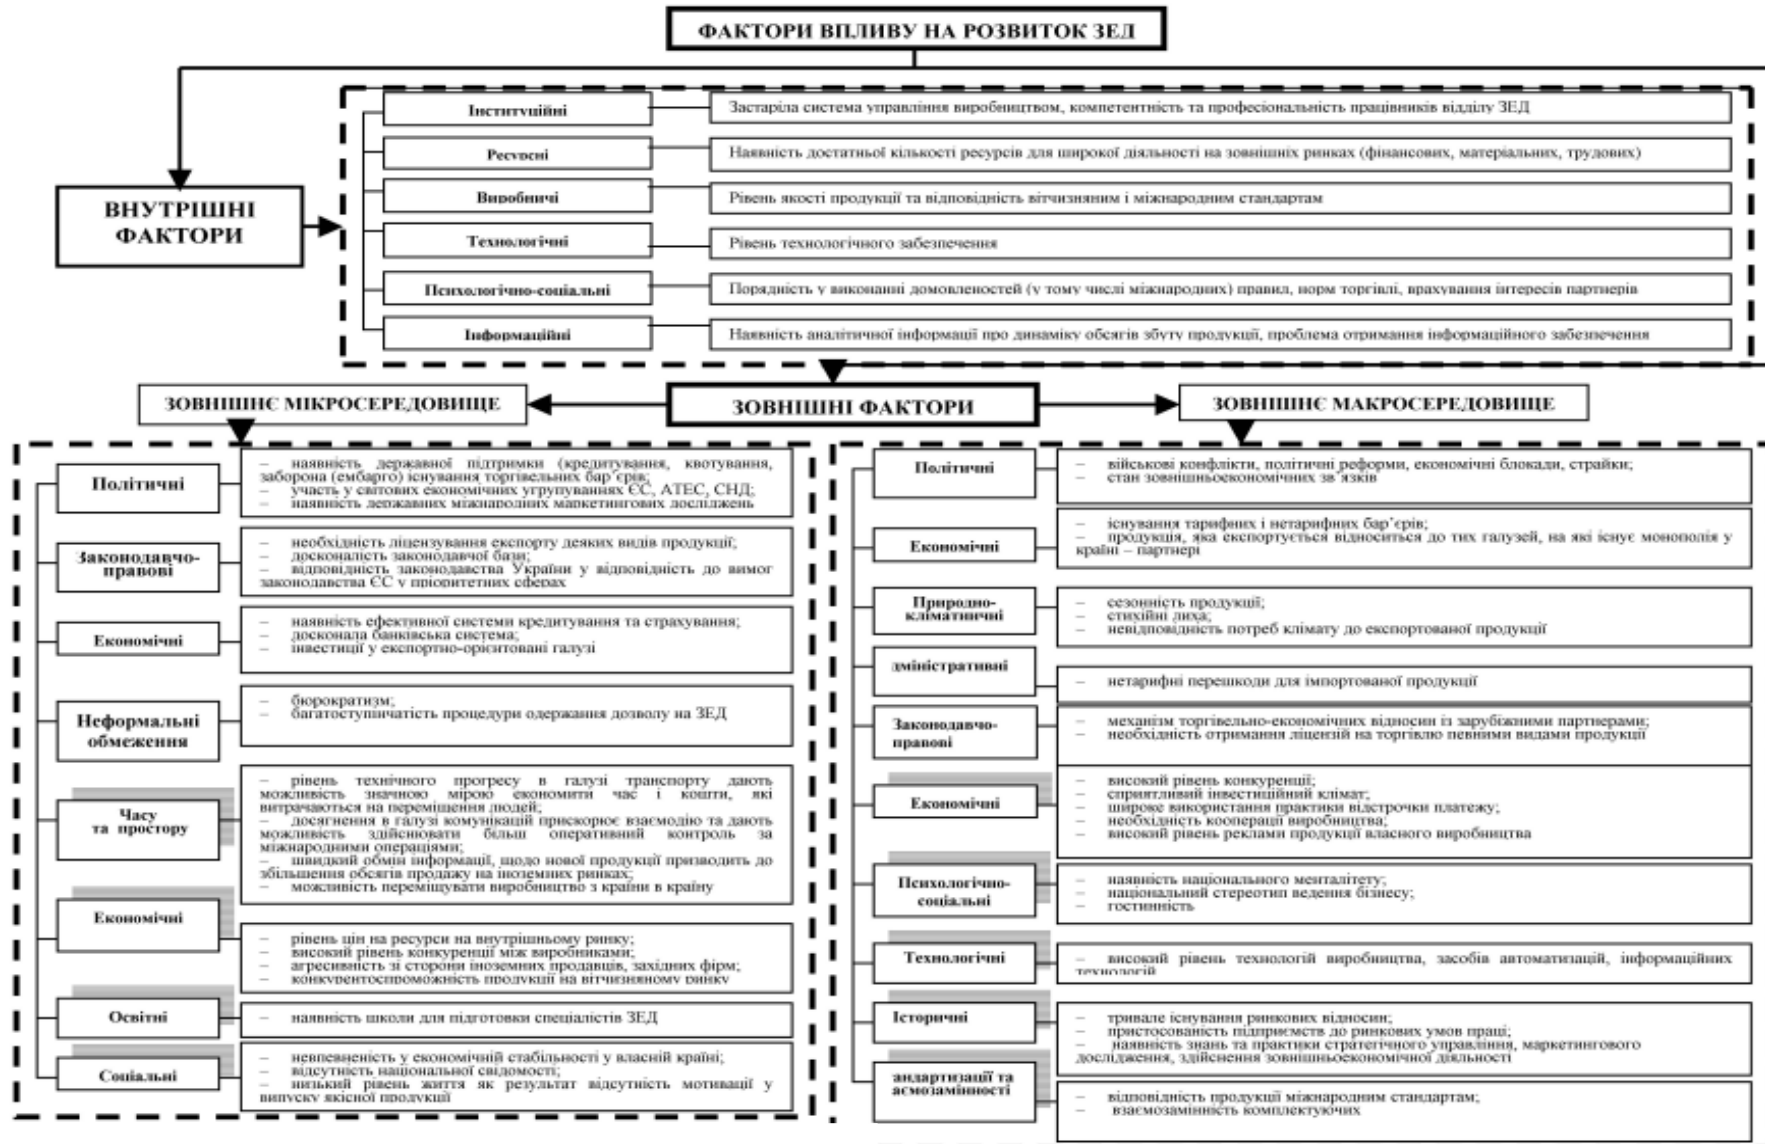 ФАКТОРИ ВПЛИВУ НА РОЗВИТОК ЗЕД
ВНУТРІШНІ
ФАКТОРИ
Інституційні
Застаріла система управління виробництвом, компетентність та професіональність працівників відділу ЗЕД
Ресурсні
Наявність достатньої кількості ресурсів для широкої діяльності на зовнішніх ринках (фінансових, матеріальних, трудових)
Виробничі
Рівень якості продукції та відповідність вітчизняним і міжнародним стандартам
Технологічні
Рівень технологічного забезпечення
Психологічно-соціальні
Порядність у виконанні домовленостей (у тому числі міжнародних) правил, норм торгівлі, врахування інтересів партнерів
Інформаційні
Наявність аналітичної інформації про динаміку обсягів збуту продукції, проблема отримання інформаційного забезпечення
ЗОВНІШНЄ МІКРОСЕРЕДОВИЩЕ
ЗОВНІШНІ ФАКТОРИ
ЗОВНІШНЄ МАКРОСЕРЕДОВИЩЕ
Політичні
– наявність державної підтримки (кредитування, квотування,
заборона (ембарго) існування торгівельних бар’єрів;
– участь у світових економічних угрупуваннях ЄС, АТЕС, СНД;
– наявність державних міжнародних маркетингових досліджень
Законодавчо-
правові
– необхідність ліцензування експорту деяких видів продукції;
– досконалість законодавчої бази;
– відповідність законодавства України у відповідність до вимог
законодавства ЄС у пріоритетних сферах
Економічні
– наявність ефективної системи кредитування та страхування;
– досконала банківська система;
– інвестиції у експортно-орієнтовані галузі
Неформальні
обмеження
– бюрократизм;
– багатоступінчатість процедури одержання дозволу на ЗЕД
Часу
та простору
– рівень технічного прогресу в галузі транспорту дають
можливість значною мірою економити час і кошти, які
витрачаються на переміщення людей;
– досягнення в галузі комунікацій прискорює взаємодію та дають
можливість здійснювати більш оперативний контроль за
міжнародними операціями;
– швидкий обмін інформації, щодо нової продукції призводить до
збільшення обсягів продажу на іноземних ринках;
– можливість переміщувати виробництво з країни в країну
Економічні
– рівень цін на ресурси на внутрішньому ринку;
– високий рівень конкуренції між виробниками;
– агресивність зі сторони іноземних продавців, західних фірм;
– конкурентоспроможність продукції на вітчизняному ринку
Освітні
– наявність школи для підготовки спеціалістів ЗЕД
Соціальні
– невпевненість у економічній стабільності у власній країні;
– відсутність національної свідомості;
– низький рівень життя як результат відсутність мотивації у
випуску якісної продукції
Політичні
– військові конфлікти, політичні реформи, економічні блокади, страйки;
– стан зовнішньоекономічних зв’язків
Економічні
– існування тарифних і нетарифних бар’єрів;
– продукція, яка експортується відноситься до тих галузей, на які існує монополія у
країні – партнері
Природно-
кліматничні
– сезонність продукції;
– стихійні лиха;
– невідповідність потреб клімату до експортованої продукції
дміністративні
– нетарифні перешкоди для імпортованої продукції
Законодавчо-
правові
– механізм торгівельно-економічних відносин із зарубіжними партнерами;
– необхідність отримання ліцензій на торгівлю певними видами продукції
Економічні
– високий рівень конкуренції;
– сприятливий інвестиційний клімат;
– широке використання практики відстрочки платежу;
– необхідність кооперації виробництва;
– високий рівень реклами продукції власного виробництва
Психологічно-
соціальні
– наявність національного менталітету;
– національний стереотип ведення бізнесу;
– гостинність
Технологічні
– високий рівень технологій виробництва, засобів автоматизацій, інформаційних
технологій
Історичні
– тривале існування ринкових відносин;
– пристосованість підприємств до ринкових умов праці;
– наявність знань та практики стратегічного управління, маркетингового
дослідження, здійснення зовнішньоекономічної діяльності
андартизації та
аємозамінності
– відповідність продукції міжнародним стандартам;
– взаємозамінність комплектуючих